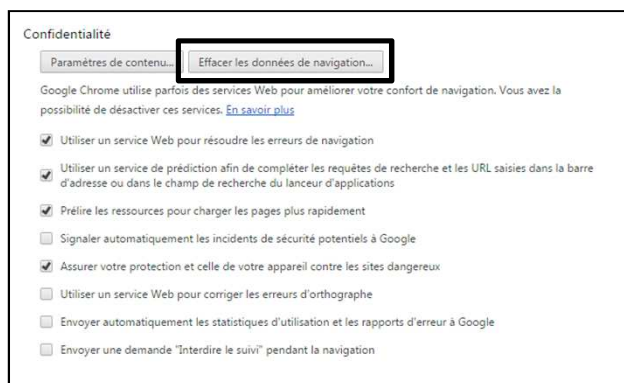 Confidentialité
Paramètres de contenu... Effacer les données de navigation...
Google Chrome utilise parfois des services Web pour améliorer votre confort de navigation. Vous avez la
possibilité de désactiver ces services. En savoir plus
Utiliser un service Web pour résoudre les erreurs de navigation
Utiliser un service de prédiction afin de compléter les requêtes de recherche et les URL saisies dans la barre
d'adresse ou dans le champ de recherche du lanceur d'applications
Prélire les ressources pour charger les pages plus rapidement
Signaler automatiquement les incidents de sécurité potentiels à Google
Assurer votre protection et celle de votre appareil contre les sites dangereux
Utiliser un service Web pour corriger les erreurs d'orthographe
Envoyer automatiquement les statistiques d'utilisation et les rapports d'erreur à Google
Envoyer une demande "Interdire le suivi" pendant la navigation